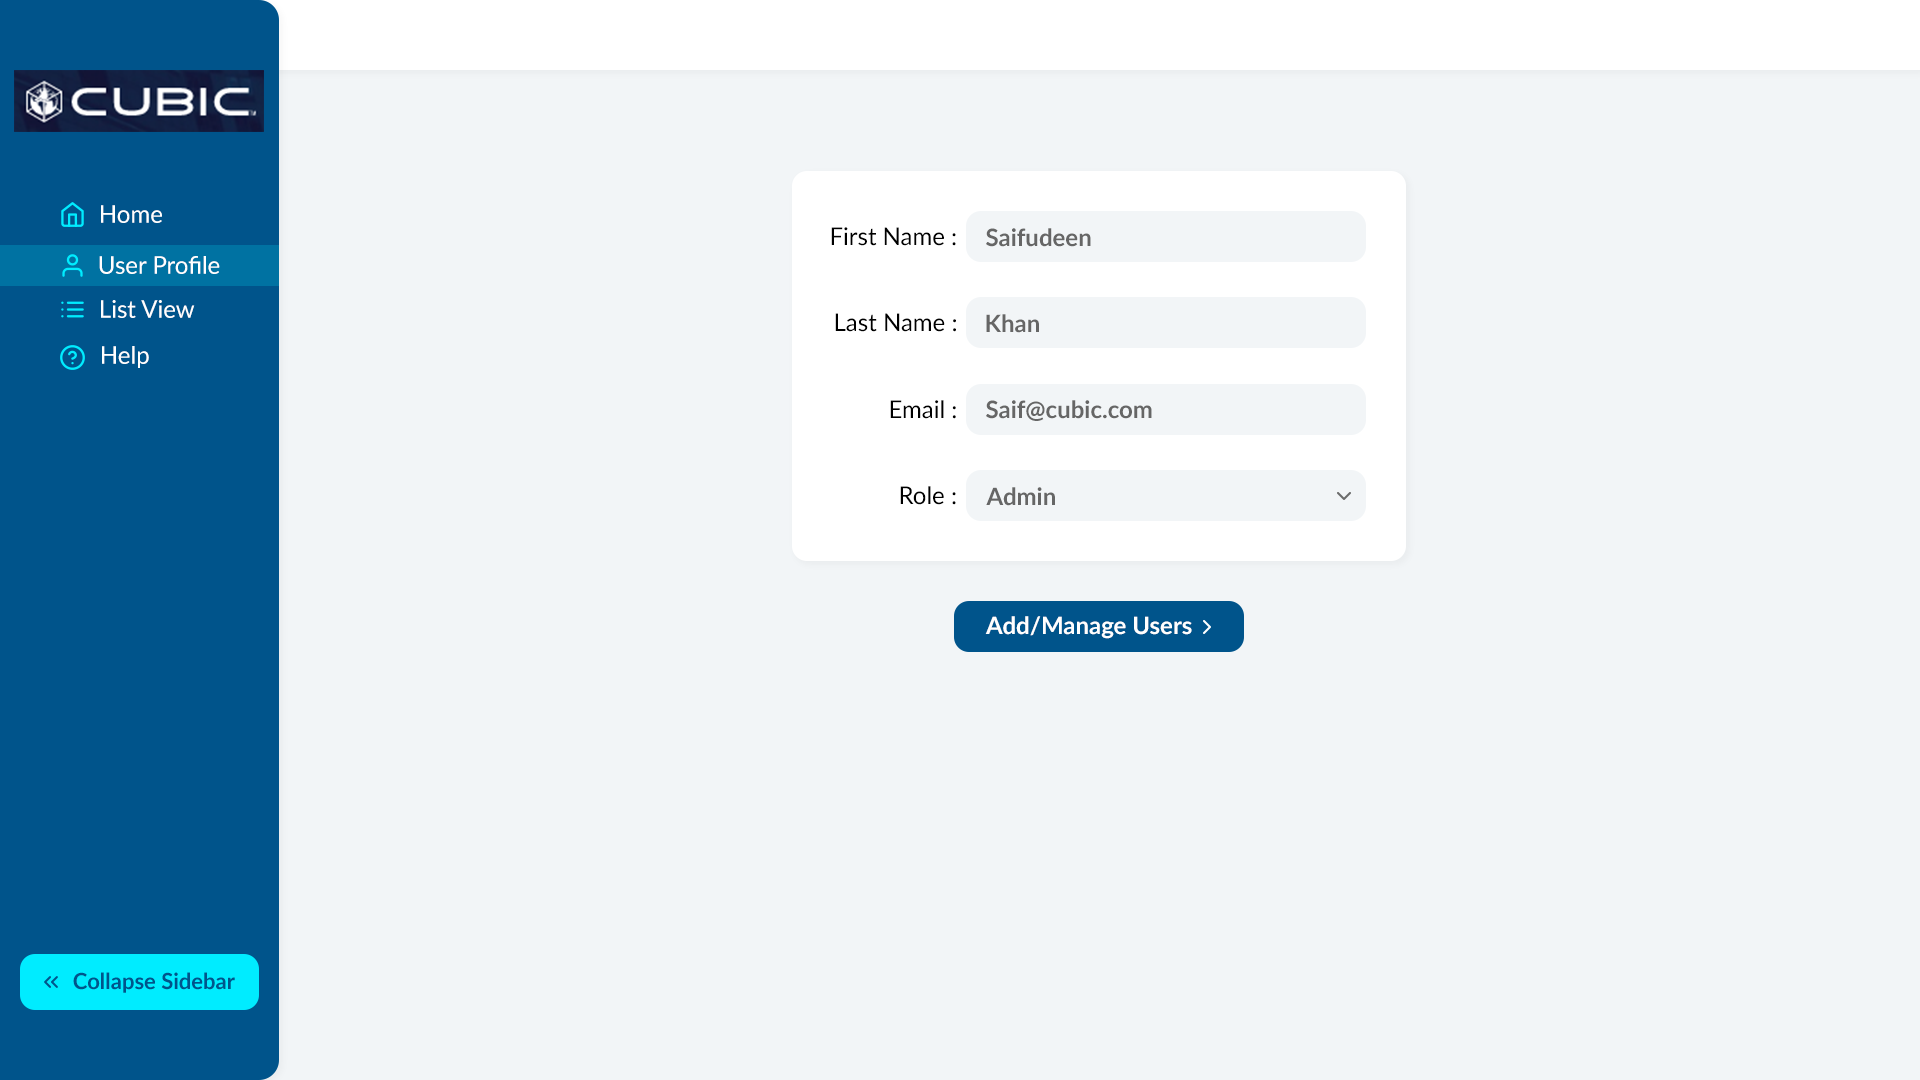 CUBIC
Home
User Profile
List View
Help
Collapse Sidebar
First Name : Saifudeen
Last Name : Khan
Email : Saif@cubic.com
Role : Admin
Add/Manage Users